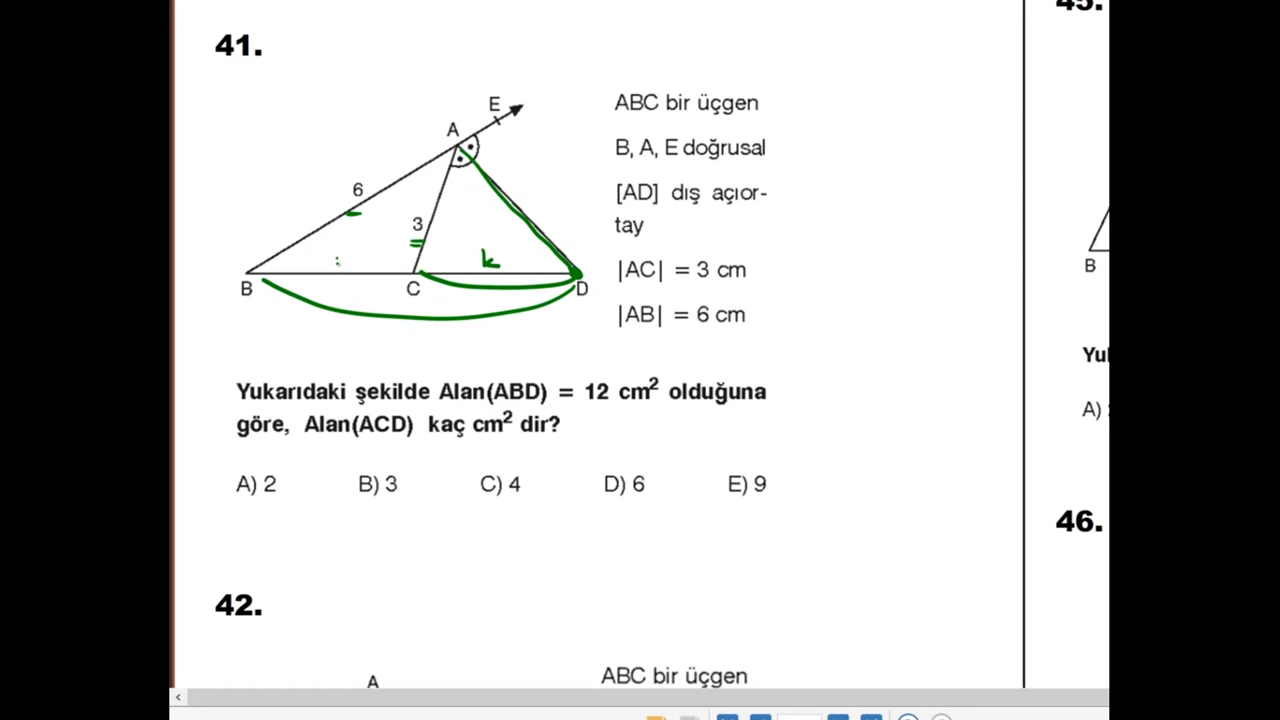 45.
41.
E
A
6
3
k
B
C
D
ABC bir üçgen
B, A, E doğrusal
[AD] dış açıor-
tay
|AC| = 3 cm
|AB| = 6 cm
Yukarıdaki şekilde Alan(ABD) = 12 cm² olduğuna
göre, Alan(ACD) kaç cm² dir?
A) 2 B) 3 C) 4 D) 6 E) 9
B
Yul
A)
46.
42.
A
ABC bir üçgen